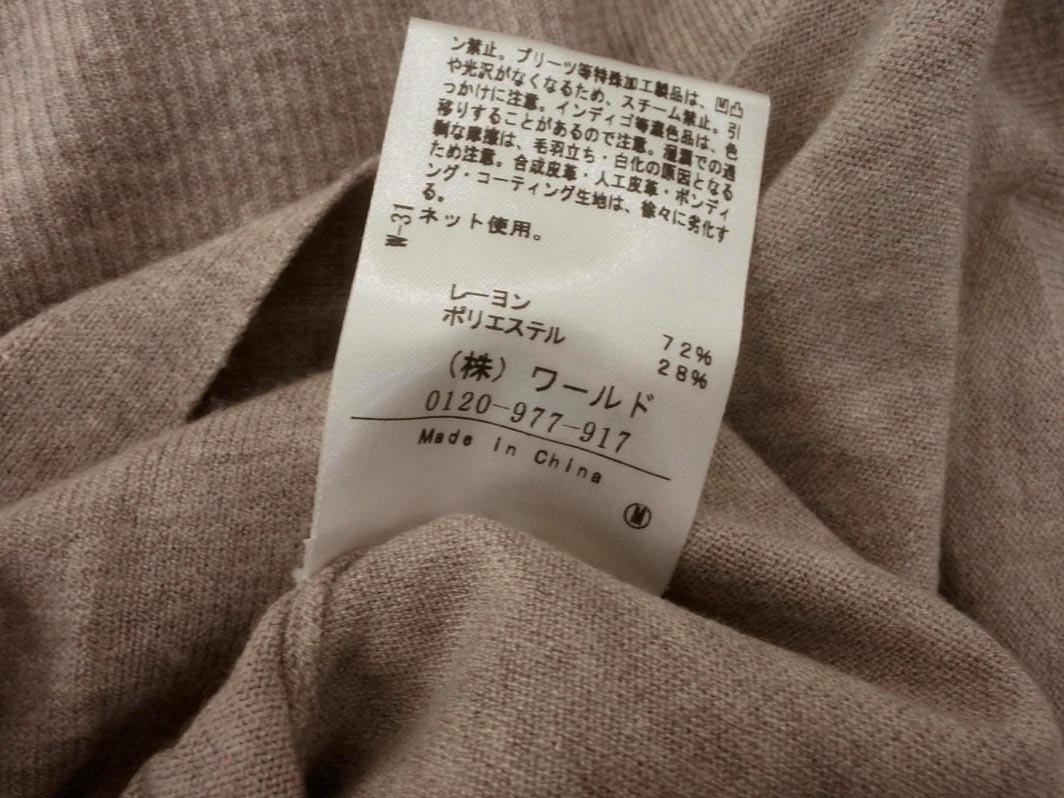 ン禁止。プリーツ等特殊加工製品は、凹凸
や光沢がなくなるため、スチーム禁止。引
っかけに注意。インディゴ等濃色品は、色
移りすることがあるので注意。湿潤での過
剰な摩擦は、毛羽立ち・白化の原因となる
ため注意。合成皮革・人工皮革・ボンディ
ング・コーティング生地は、徐々に劣化す
る。
ネット使用。
W-31
レーヨン 72%
ポリエステル 28%
(株)ワールド
0120-977-917
Made in China
M